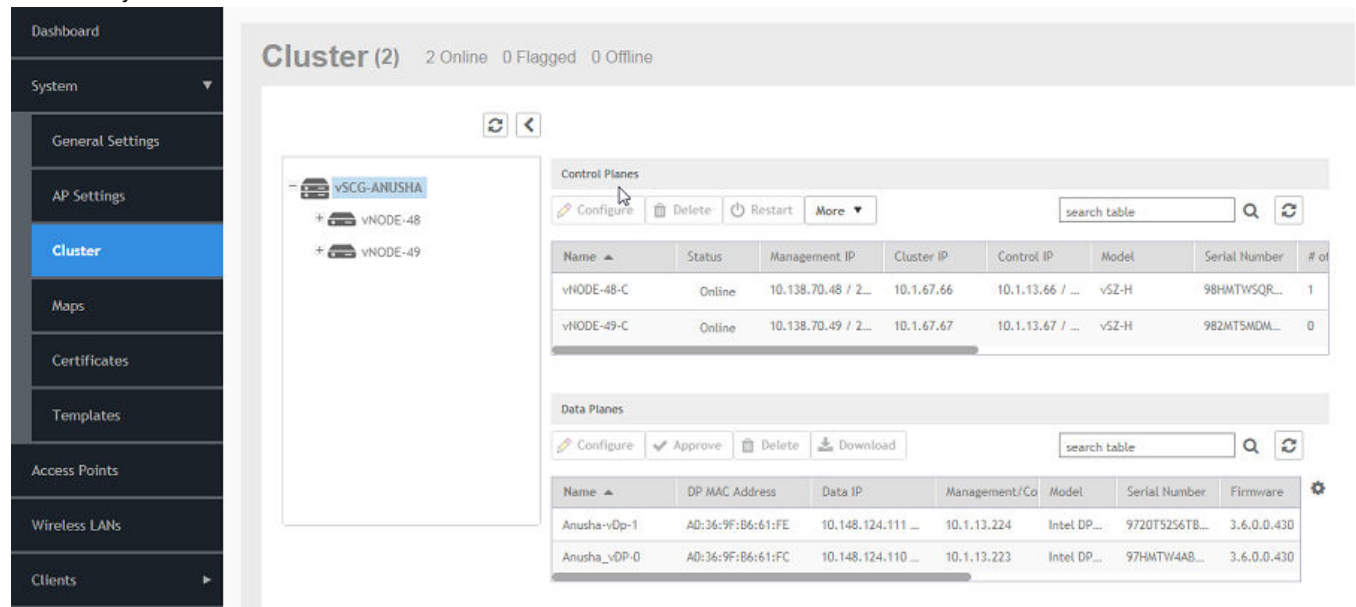 Dashboard
System
General Settings
AP Settings
Cluster
Maps
Certificates
Templates
Access Points
Wireless LANs
Clients
Cluster (2) 2 Online 0 Flagged 0 Offline
vSCG-ANUSHA
vNODE-48
vNODE-49
Control Planes
Configure Delete Restart More search table
Name Status Management IP Cluster IP Control IP Model Serial Number # of
vNODE-48-C Online 10.138.70.48 / 2... 10.1.67.66 10.1.13.66 / ... vSZ-H 98HMTWSQR... 1
vNODE-49-C Online 10.138.70.49 / 2... 10.1.67.67 10.1.13.67 / ... vSZ-H 982MT5MDM... 0
Data Planes
Configure Approve Delete Download search table
Name DP MAC Address Data IP Management/Co Model Serial Number Firmware
Anusha-vDp-1 A0:36:9F:B6:61:FE 10.148.124.111 ... 10.1.13.224 Intel DP... 9720T52S6TB... 3.6.0.0.430
Anusha_vDP-0 A0:36:9F:B6:61:FC 10.148.124.110 ... 10.1.13.223 Intel DP... 97HMTW4AB... 3.6.0.0.430